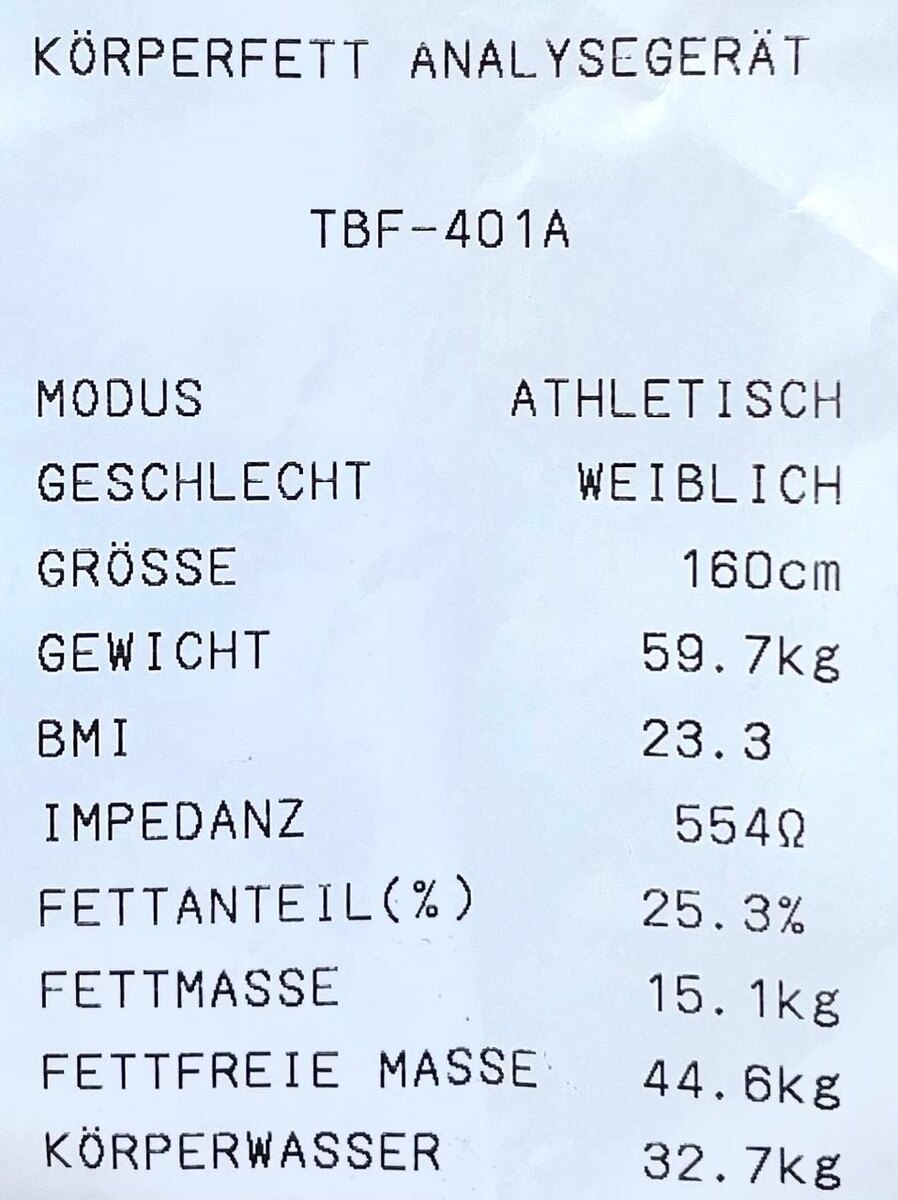 KÖRPERFETT ANALYSEGERÄT
TBF-401A
MODUS ATHLETISCH
GESCHLECHT WEIBLICH
GRÖSSE 160cm
GEWICHT 59.7kg
BMI 23.3
IMPEDANZ 554Ω
FETTANTEIL(%) 25.3%
FETTMASSE 15.1kg
FETTFREIE MASSE 44.6kg
KÖRPERWASSER 32.7kg